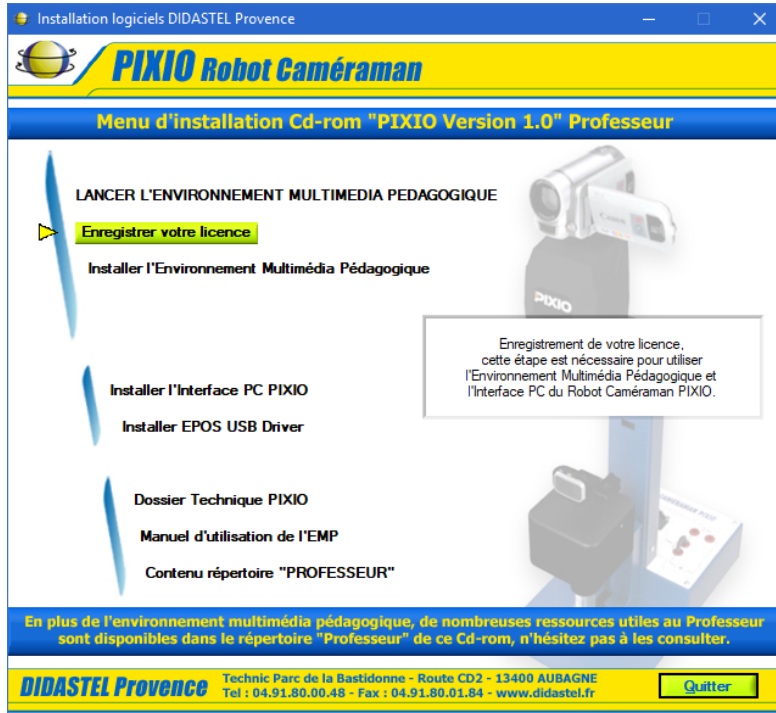 Installation logiciels DIDASTEL Provence
PIXIO Robot Caméraman
Menu d'installation Cd-rom "PIXIO Version 1.0" Professeur
LANCER L'ENVIRONNEMENT MULTIMEDIA PEDAGOGIQUE
Enregistrer votre licence
Installer l'Environnement Multimédia Pédagogique
Canon
PIXIO
Enregistrement de votre licence,
cette étape est nécessaire pour utiliser
l'Environnement Multimédia Pédagogique et
l'Interface PC du Robot Caméraman PIXIO.
Installer l'Interface PC PIXIO
Installer EPOS USB Driver
CAMERAMAN PIXIO
Dossier Technique PIXIO
Manuel d'utilisation de l'EMP
Contenu répertoire "PROFESSEUR"
En plus de l'environnement multimédia pédagogique, de nombreuses ressources utiles au Professeur
sont disponibles dans le répertoire "Professeur" de ce Cd-rom, n'hésitez pas à les consulter.
DIDASTEL Provence
Technic Parc de la Bastidonne - Route CD2 - 13400 AUBAGNE
Tel : 04.91.80.00.48 - Fax : 04.91.80.01.84 - www.didastel.fr
Quitter